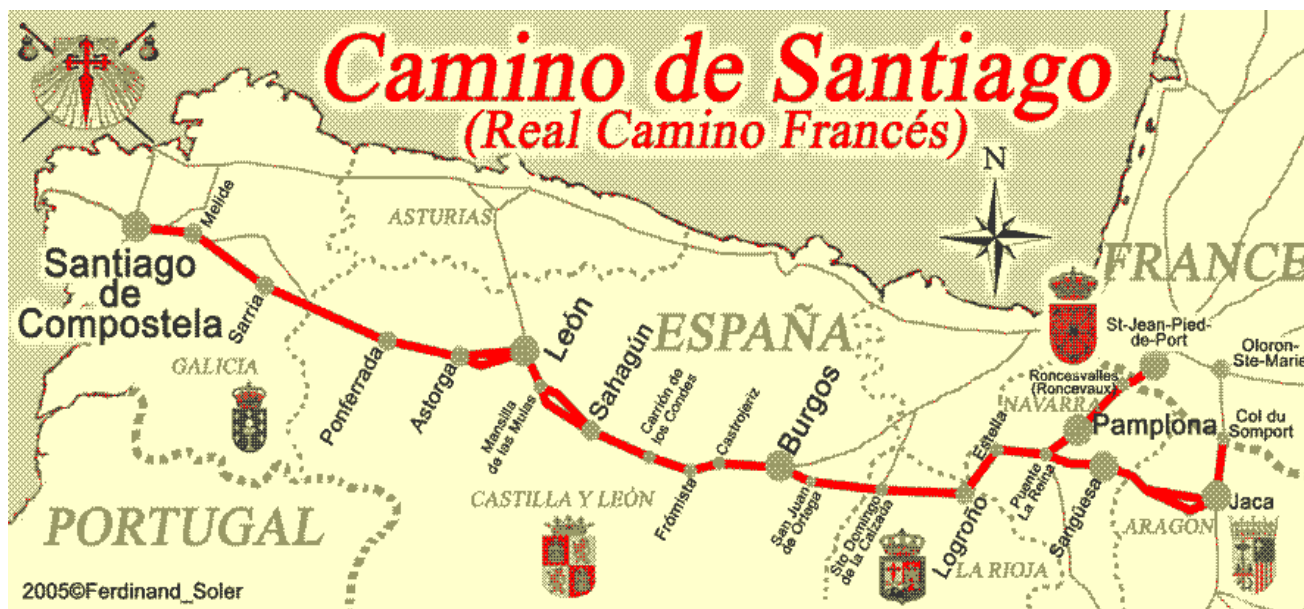 Camino de Santiago
(Real Camino Francés)
N
ASTURIAS
FRANCE
ESPAÑA
Santiago
de
Compostela
Melide
Sarria
GALICIA
Ponferrada
Astorga
León
Mansilla
de las Mulas
Sahagún
Carrión de
los Condes
Frómista
Castrojeriz
Burgos
San Juan
de Ortega
Sto Domingo
de la Calzada
Logroño
Estella
Puente
La Reina
Pamplona
NAVARRA
Roncesvalles
(Roncevaux)
St-Jean-Pied-
de-Port
Oloron-
Ste-Marie
Col du
Somport
Jaca
Sangüesa
ARAGÓN
LA RIOJA
CASTILLA Y LEÓN
PORTUGAL
2005©Ferdinand_Soler